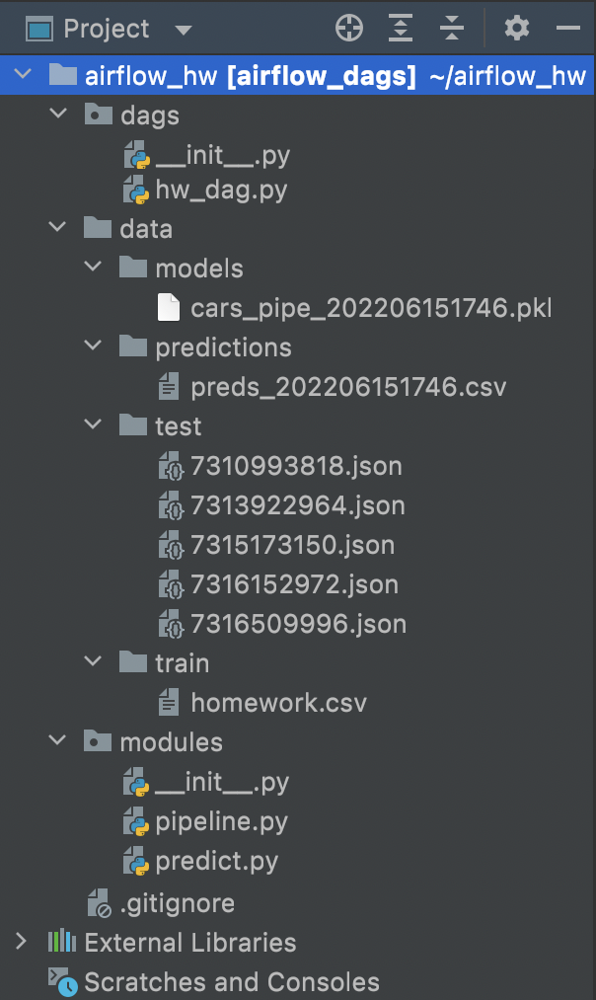 Project
airflow_hw [airflow_dags] ~/airflow_hw
dags
__init__.py
hw_dag.py
data
models
cars_pipe_202206151746.pkl
predictions
preds_202206151746.csv
test
7310993818.json
7313922964.json
7315173150.json
7316152972.json
7316509996.json
train
homework.csv
modules
__init__.py
pipeline.py
predict.py
.gitignore
External Libraries
Scratches and Consoles